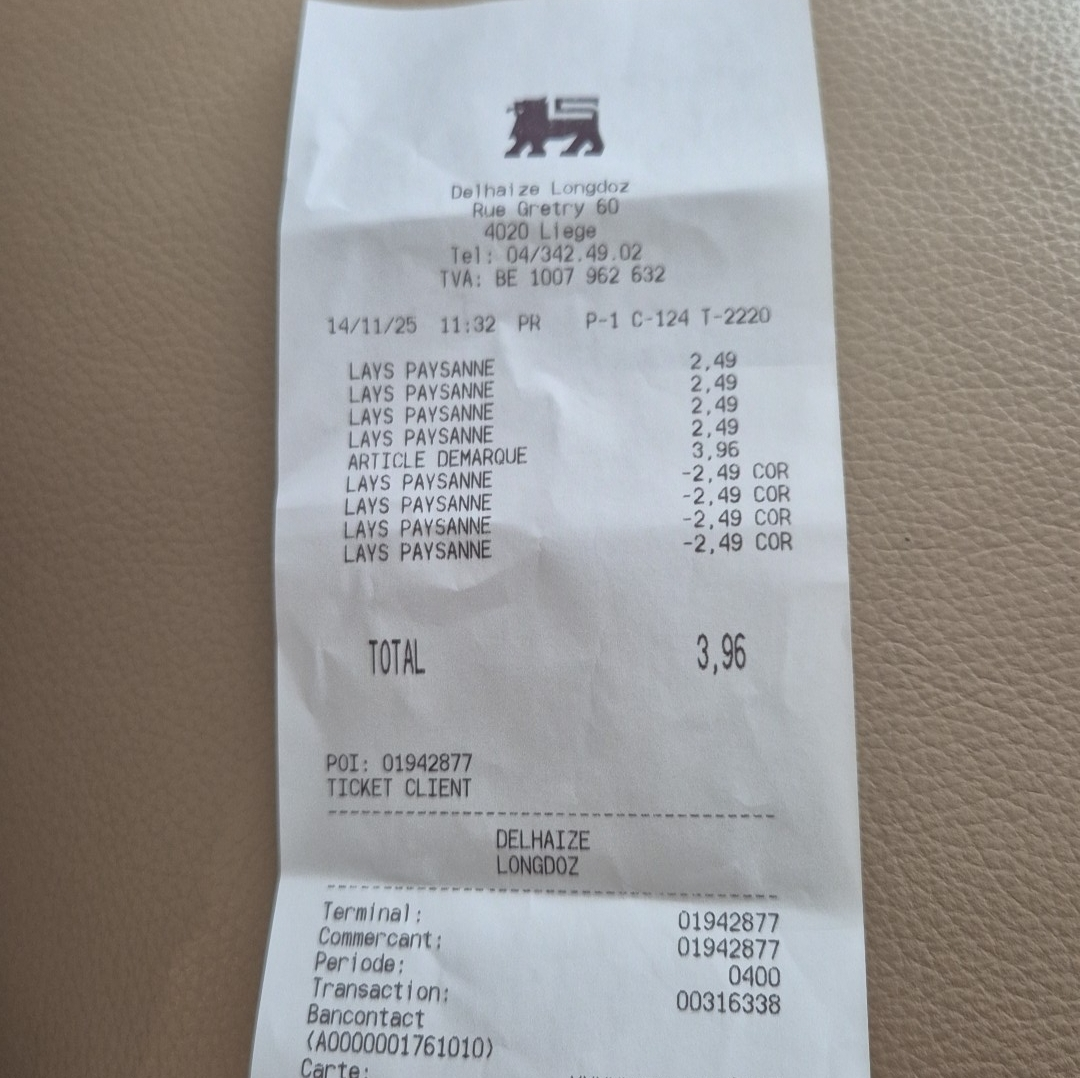 Delhaize Longdoz
Rue Gretry 60
4020 Liege
Tel: 04/342.49.02
TVA: BE 1007 962 632
14/11/25 11:32 PR P-1 C-124 T-2220
LAYS PAYSANNE 2,49
LAYS PAYSANNE 2,49
LAYS PAYSANNE 2,49
LAYS PAYSANNE 2,49
ARTICLE DEMARQUE 3,96
LAYS PAYSANNE -2,49 COR
LAYS PAYSANNE -2,49 COR
LAYS PAYSANNE -2,49 COR
LAYS PAYSANNE -2,49 COR
TOTAL 3,96
POI: 01942877
TICKET CLIENT
DELHAIZE
LONGDOZ
Terminal: 01942877
Commercant: 01942877
Periode: 0400
Transaction: 00316338
Bancontact
(A0000001761010)
Carte: